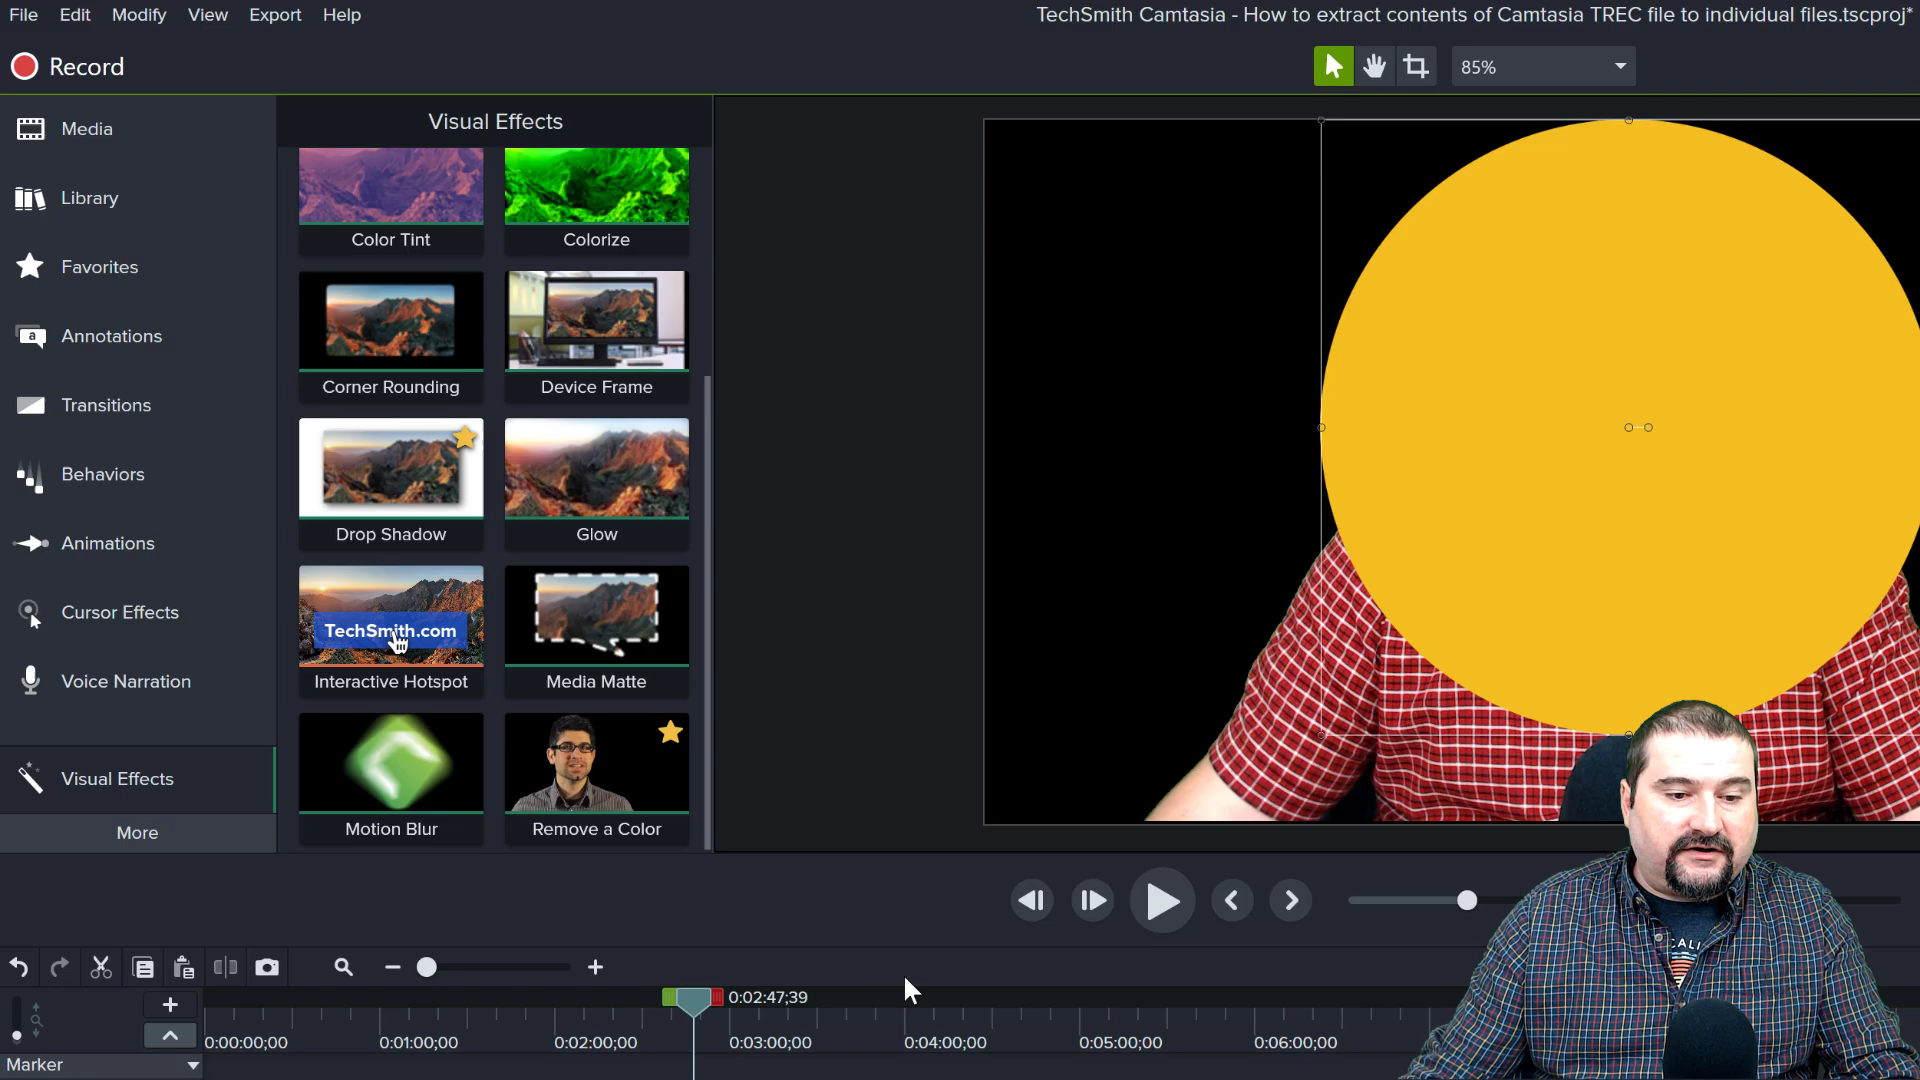 File Edit Modify View Export Help
TechSmith Camtasia - How to extract contents of Camtasia TREC file to individual files.tscproj*
Record
85%
Media
Library
Favorites
Annotations
a
Transitions
Behaviors
Animations
Cursor Effects
Voice Narration
Visual Effects
More
Visual Effects
Color Tint
Colorize
Corner Rounding
Device Frame
Drop Shadow
Glow
TechSmith.com
Interactive Hotspot
Media Matte
Motion Blur
Remove a Color
CALI
0:02:47;39
0:00:00;00 0:01:00;00 0:02:00;00 0:03:00;00 0:04:00;00 0:05:00;00 0:06:00;00
Marker